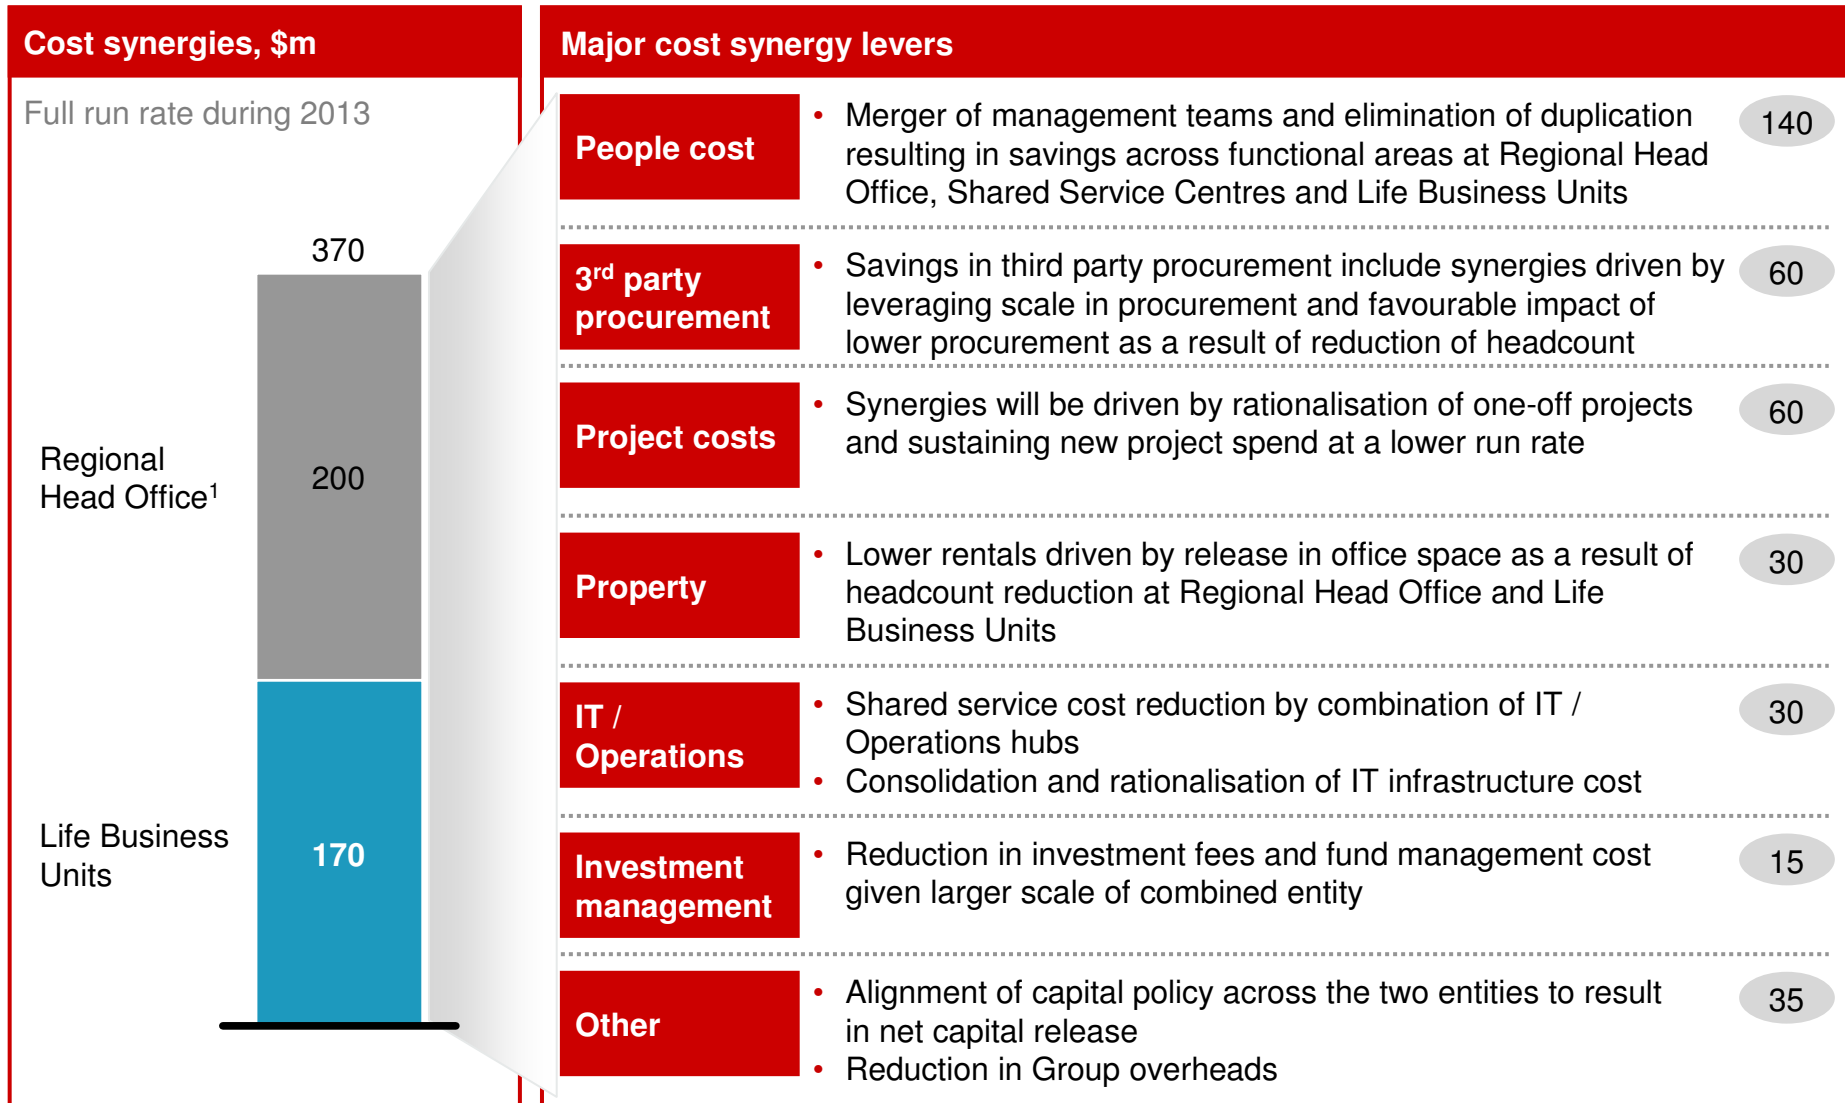 Cost synergies, $m
Full run rate during 2013
370
Regional
Head Office¹
200
Life Business
Units
170
Major cost synergy levers
People cost
• Merger of management teams and elimination of duplication
resulting in savings across functional areas at Regional Head
Office, Shared Service Centres and Life Business Units
140
3rd party
procurement
• Savings in third party procurement include synergies driven by
leveraging scale in procurement and favourable impact of
lower procurement as a result of reduction of headcount
60
Project costs
• Synergies will be driven by rationalisation of one-off projects
and sustaining new project spend at a lower run rate
60
Property
• Lower rentals driven by release in office space as a result of
headcount reduction at Regional Head Office and Life
Business Units
30
IT /
Operations
• Shared service cost reduction by combination of IT /
Operations hubs
• Consolidation and rationalisation of IT infrastructure cost
30
Investment
management
• Reduction in investment fees and fund management cost
given larger scale of combined entity
15
Other
• Alignment of capital policy across the two entities to result
in net capital release
• Reduction in Group overheads
35